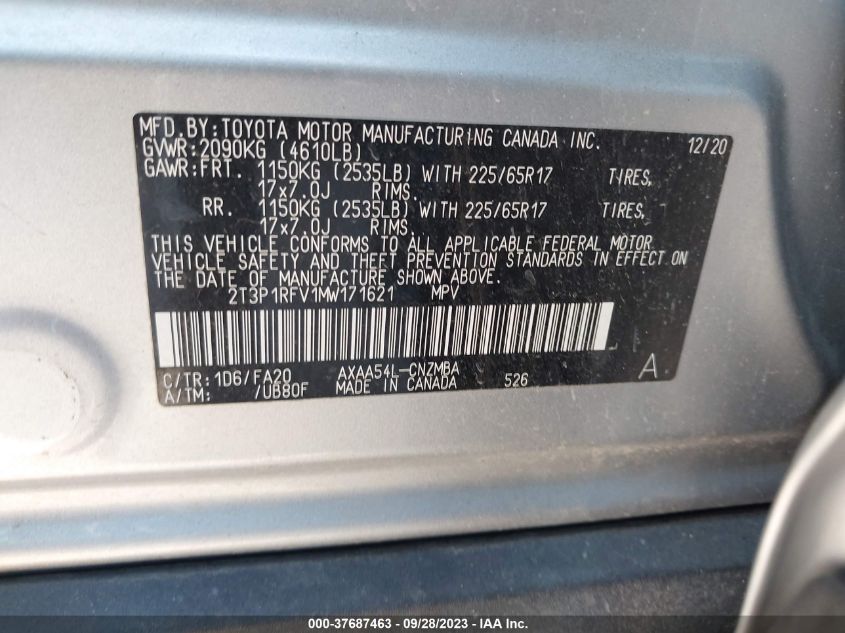 MFD.BY:TOYOTA MOTOR MANUFACTURING CANADA INC. 12/20
GVWR:2090KG (4610LB)
GAWR:FRT. 1150KG (2535LB) WITH 225/65R17 TIRES,
17x7.0J RIMS.
RR. 1150KG (2535LB) WITH 225/65R17 TIRES,
17x7.0J RIMS.
THIS VEHICLE CONFORMS TO ALL APPLICABLE FEDERAL MOTOR
VEHICLE SAFETY AND THEFT PREVENTION STANDARDS IN EFFECT ON
THE DATE OF MANUFACTURE SHOWN ABOVE.
2T3P1RFV1MW171621 MPV
C/TR:1D6/FA20 AXAA54L-CNZMBA A
A/TM: /UB80F MADE IN CANADA 526
000-37687463 - 09/28/2023 - IAA Inc.